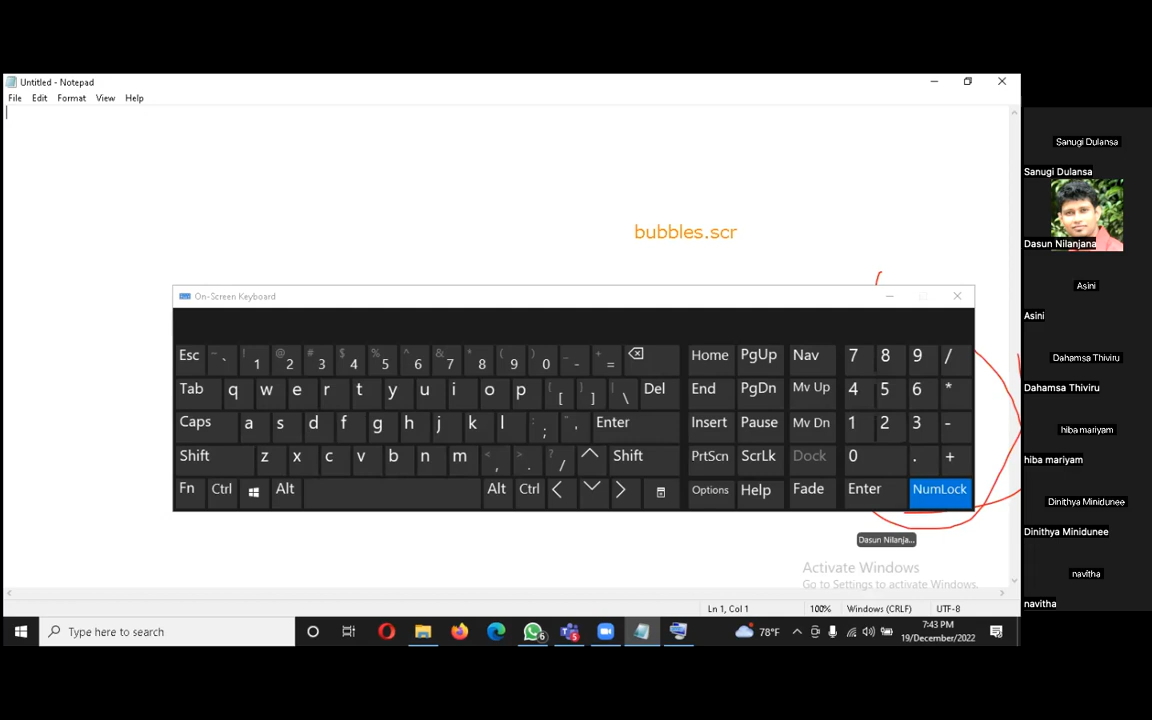 Untitled - Notepad
File Edit Format View Help
bubbles.scr
On-Screen Keyboard
Esc ~ ` ! 1 @ 2 # 3 $ 4 % 5 ^ 6 & 7 * 8 ( 9 ) 0 _ - + = Home PgUp Nav 7 8 9 /
Tab q w e r t y u i o p { [ } ] | \ Del End PgDn Mv Up 4 5 6 *
Caps a s d f g h j k l : ; " ' Enter Insert Pause Mv Dn 1 2 3 -
Shift z x c v b n m < , > . ? / Shift PrtScn ScrLk Dock 0 . +
Fn Ctrl Alt Alt Ctrl Options Help Fade Enter NumLock
Dasun Nilanja...
Activate Windows
Go to Settings to activate Windows.
Ln 1, Col 1 100% Windows (CRLF) UTF-8
Type here to search
6
5
78°F
7:43 PM
19/December/2022
Sanugi Dulansa
Sanugi Dulansa
Dasun Nilanjana
Asini
Asini
Dahamsa Thiviru
Dahamsa Thiviru
hiba mariyam
hiba mariyam
Dinithya Minidunee
Dinithya Minidunee
navitha
navitha